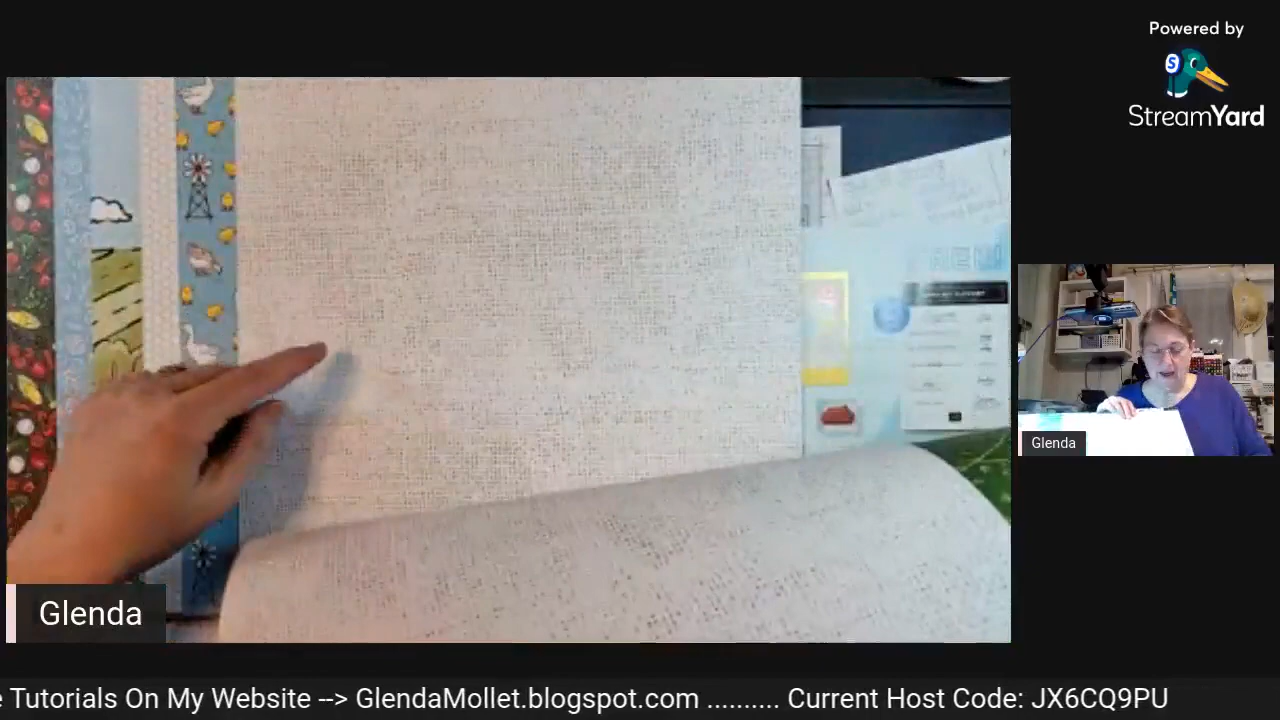 Powered by
StreamYard
Glenda
Glenda
e Tutorials On My Website --> GlendaMollet.blogspot.com .......... Current Host Code: JX6CQ9PU